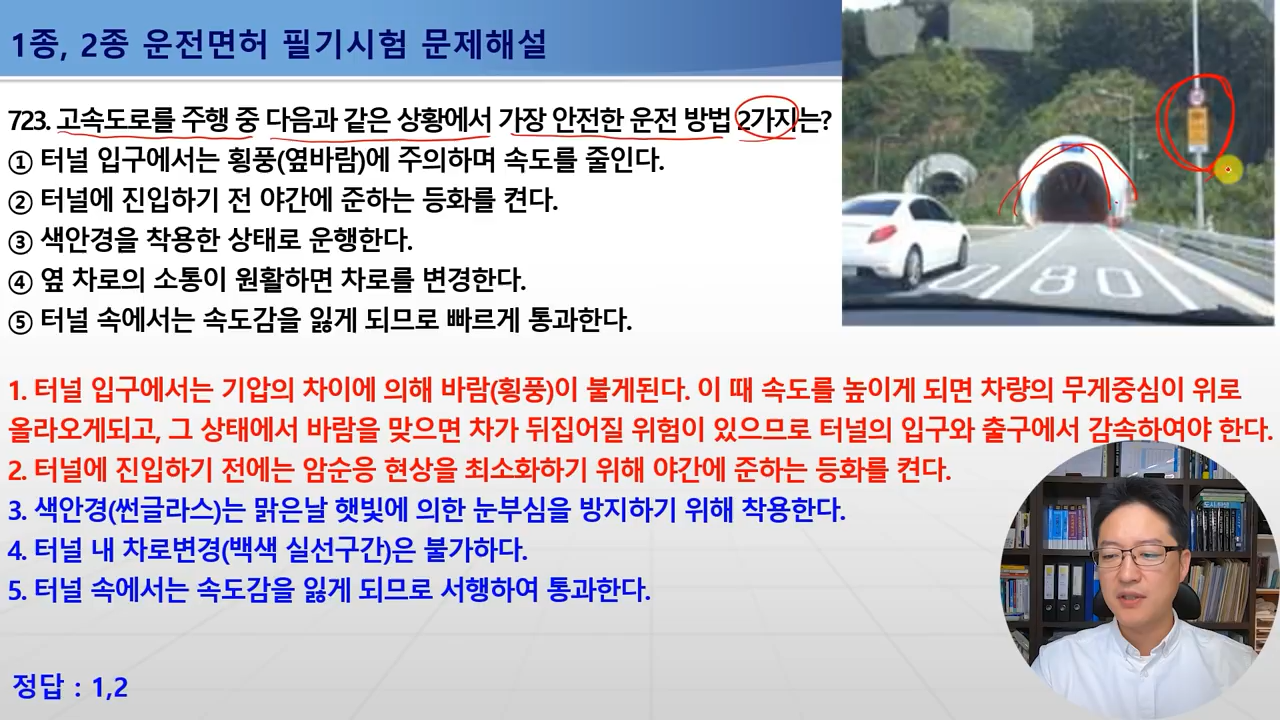 1종, 2종 운전면허 필기시험 문제해설
723. 고속도로를 주행 중 다음과 같은 상황에서 가장 안전한 운전 방법 2가지는?
① 터널 입구에서는 횡풍(옆바람)에 주의하며 속도를 줄인다.
② 터널에 진입하기 전 야간에 준하는 등화를 켠다.
③ 색안경을 착용한 상태로 운행한다.
④ 옆 차로의 소통이 원활하면 차로를 변경한다.
⑤ 터널 속에서는 속도감을 잃게 되므로 빠르게 통과한다.
80
1. 터널 입구에서는 기압의 차이에 의해 바람(횡풍)이 불게된다. 이 때 속도를 높이게 되면 차량의 무게중심이 위로
올라오게되고, 그 상태에서 바람을 맞으면 차가 뒤집어질 위험이 있으므로 터널의 입구와 출구에서 감속하여야 한다.
2. 터널에 진입하기 전에는 암순응 현상을 최소화하기 위해 야간에 준하는 등화를 켠다.
3. 색안경(썬글라스)는 맑은날 햇빛에 의한 눈부심을 방지하기 위해 착용한다.
4. 터널 내 차로변경(백색 실선구간)은 불가하다.
5. 터널 속에서는 속도감을 잃게 되므로 서행하여 통과한다.
정답 : 1,2